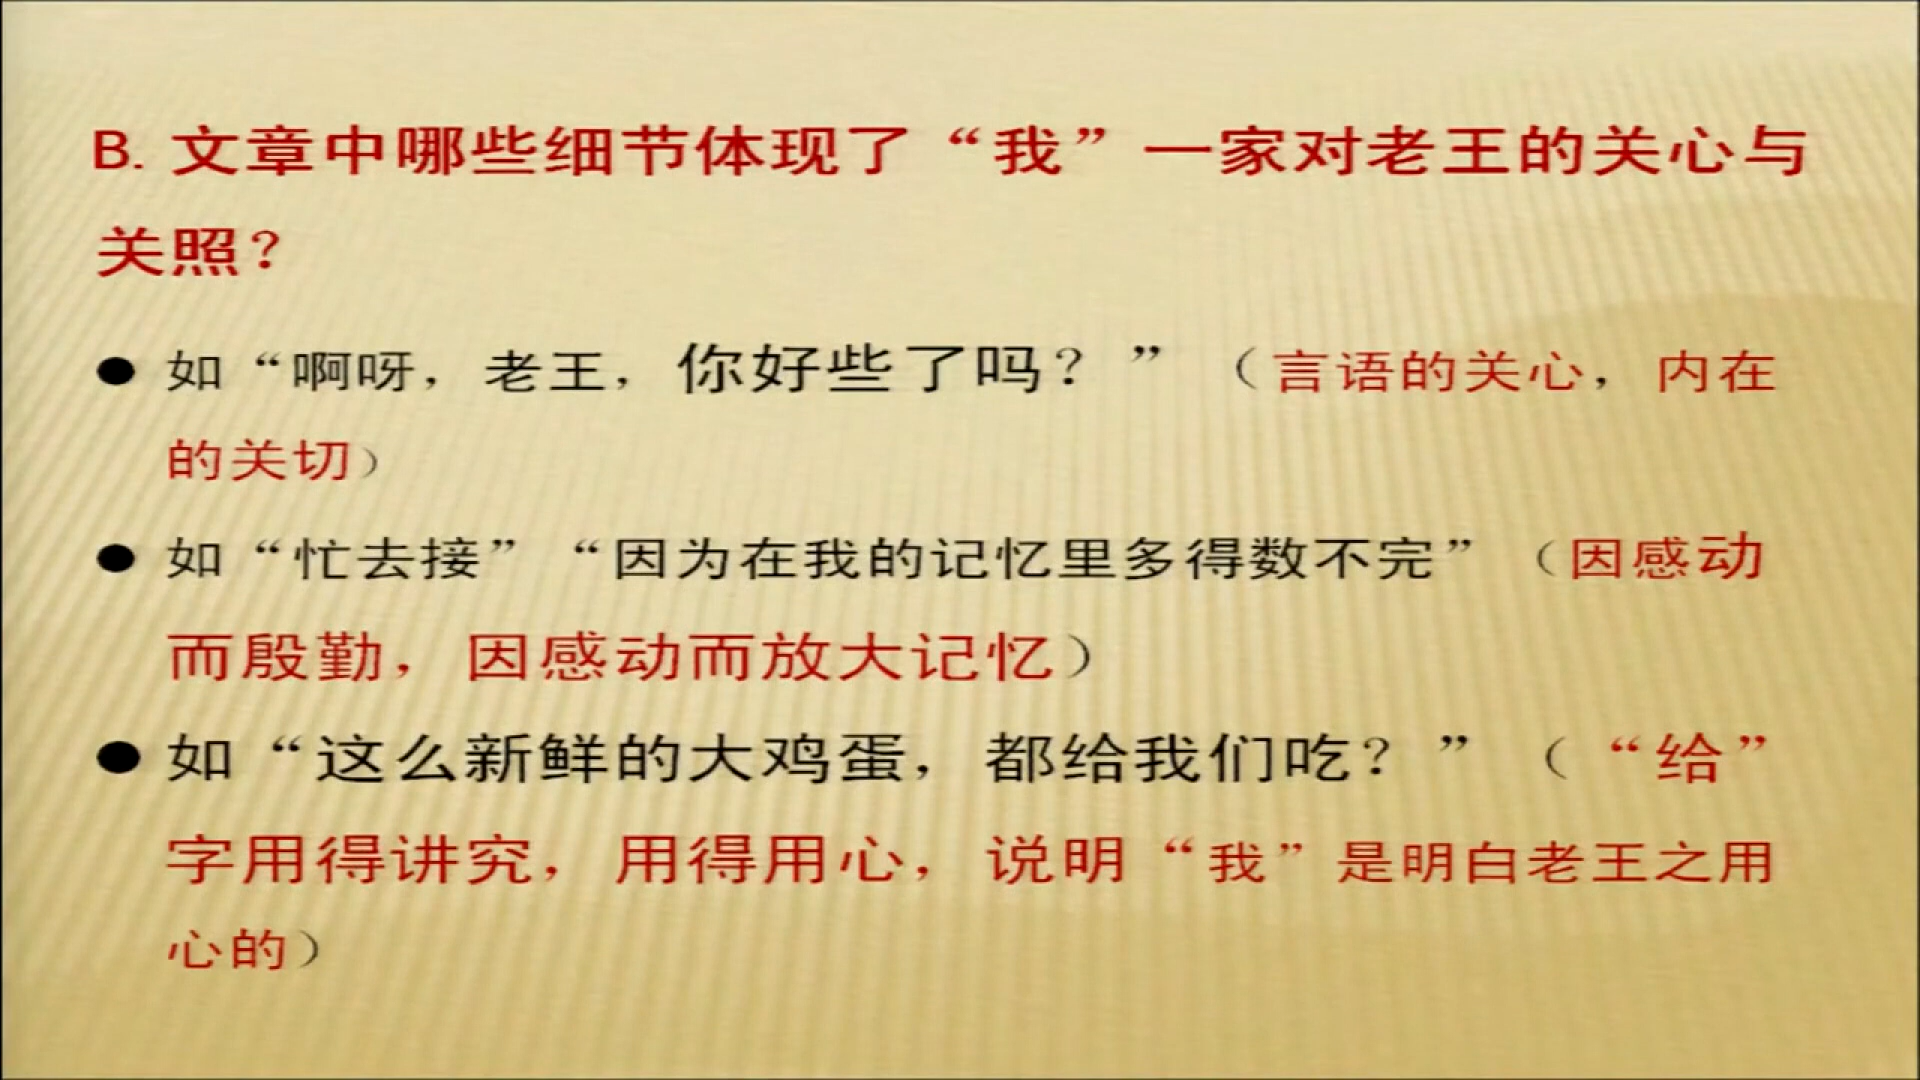 B. 文章中哪些细节体现了“我”一家对老王的关心与
关照？
● 如“啊呀，老王，你好些了吗？”（言语的关心，内在
的关切）
● 如“忙去接”“因为在我的记忆里多得数不完”（因感动
而殷勤，因感动而放大记忆）
● 如“这么新鲜的大鸡蛋，都给我们吃？”（“给”
字用得讲究，用得用心，说明“我”是明白老王之用
心的）